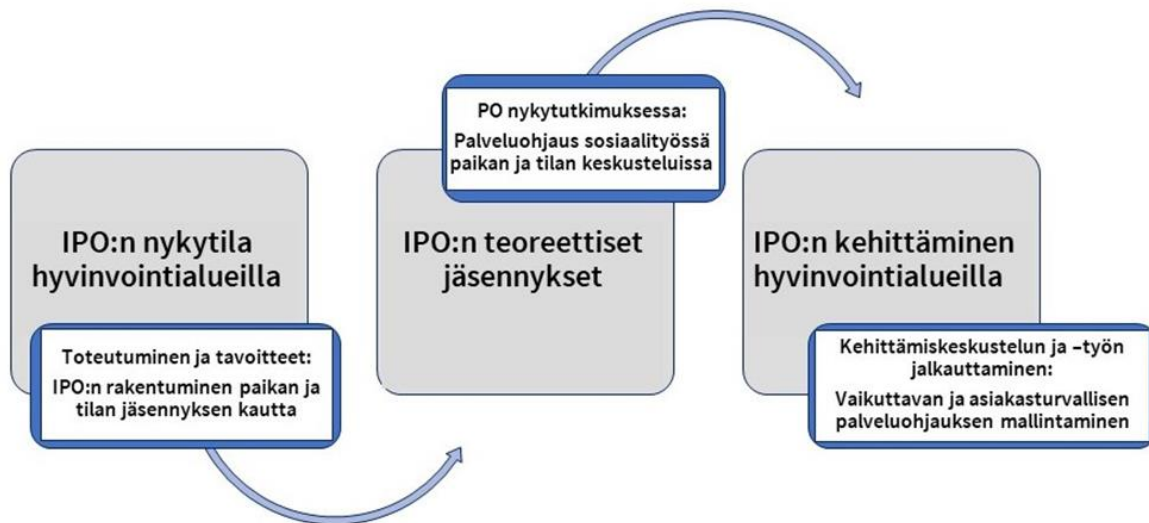 IPO:n nykytila
hyvinvointialueilla
Toteutuminen ja tavoitteet:
IPO:n rakentuminen paikan ja
tilan jäsennyksen kautta
PO nykytutkimuksessa:
Palveluohjaus sosiaalityössä
paikan ja tilan keskusteluissa
IPO:n teoreettiset
jäsennykset
IPO:n kehittäminen
hyvinvointialueilla
Kehittämiskeskustelun ja –työn
jalkauttaminen:
Vaikuttavan ja asiakasturvallisen
palveluohjauksen mallintaminen